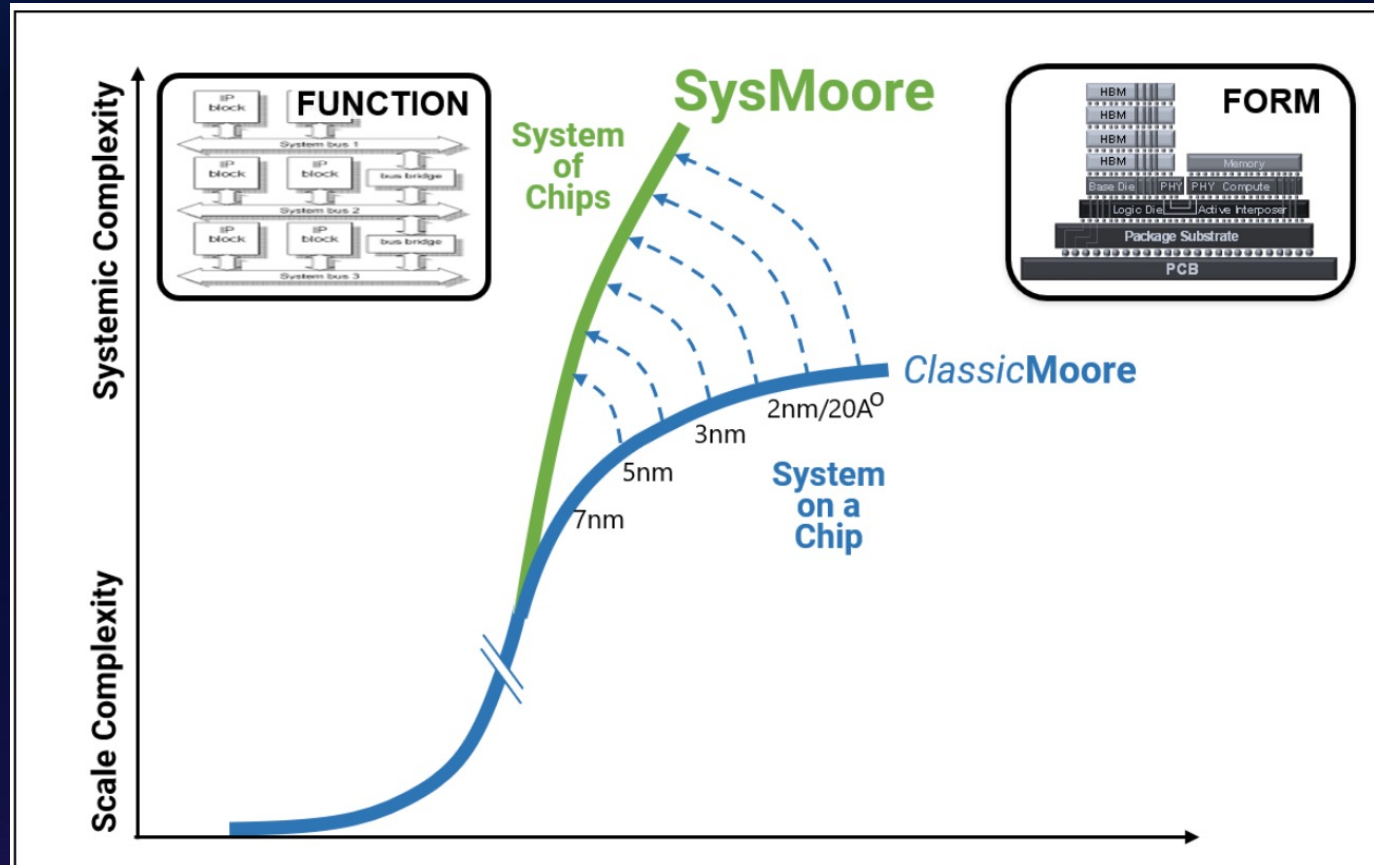 Systemic Complexity
Scale Complexity
FUNCTION
IP
block
System bus 1
IP
block
IP
block
bus bridge
System bus 2
IP
block
IP
block
bus bridge
System bus 3
SysMoore
System
of
Chips
FORM
HBM
HBM
HBM
HBM
Memory
Base Die
PHY
PHY
Compute
Logic Die
Active Interposer
Package Substrate
PCB
ClassicMoore
2nm/20A⁰
3nm
5nm
7nm
System
on a
Chip